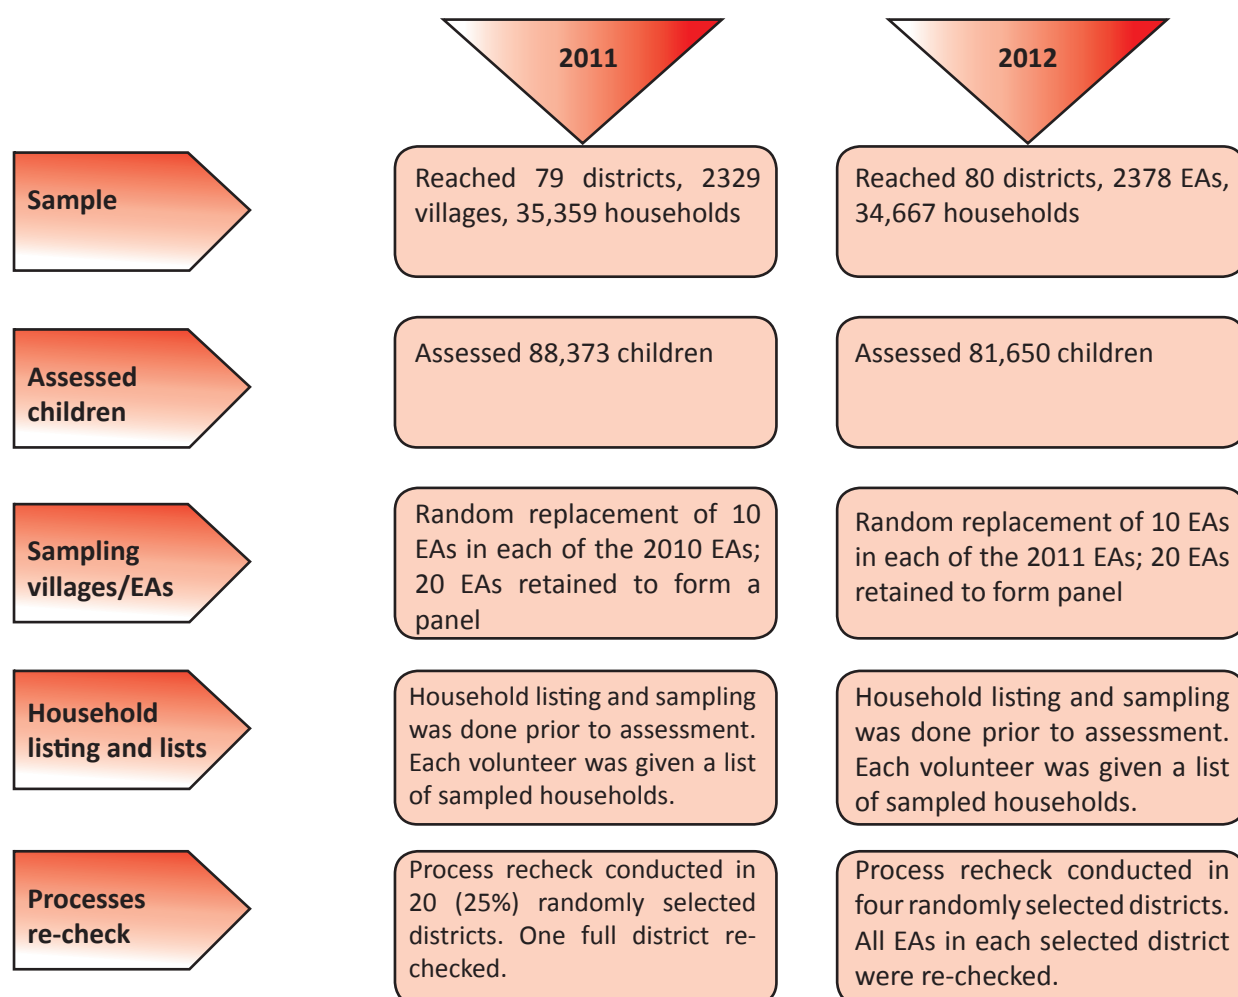 2011
2012
Sample
Reached 79 districts, 2329
villages, 35,359 households
Reached 80 districts, 2378 EAs,
34,667 households
Assessed
children
Assessed 88,373 children
Assessed 81,650 children
Sampling
villages/EAs
Random replacement of 10
EAs in each of the 2010 EAs;
20 EAs retained to form a
panel
Random replacement of 10 EAs
in each of the 2011 EAs; 20 EAs
retained to form panel
Household
listing and lists
Household listing and sampling
was done prior to assessment.
Each volunteer was given a list
of sampled households.
Household listing and sampling
was done prior to assessment.
Each volunteer was given a list
of sampled households.
Processes
re-check
Process recheck conducted in
20 (25%) randomly selected
districts. One full district re-
checked.
Process recheck conducted in
four randomly selected districts.
All EAs in each selected district
were re-checked.